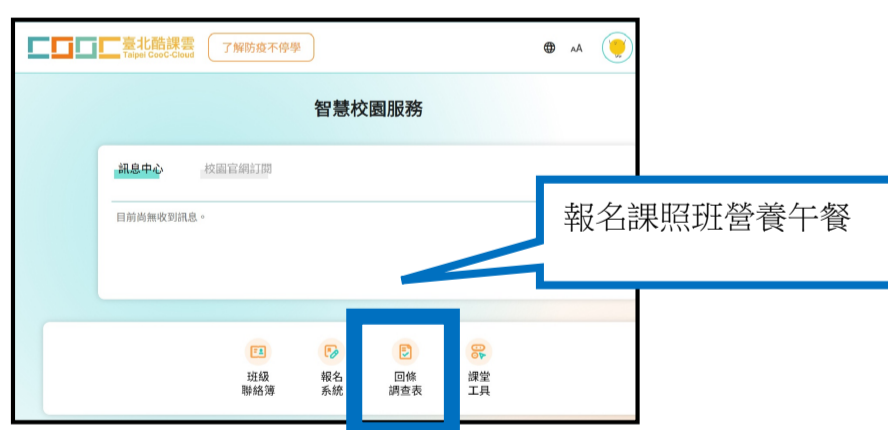 臺北酷課雲
Taipei CooC-Cloud
了解防疫不停學
AA
智慧校園服務
訊息中心
校園官網訂閱
目前尚無收到訊息。
報名課照班營養午餐
班級
聯絡簿
報名
系統
回條
調查表
課堂
工具